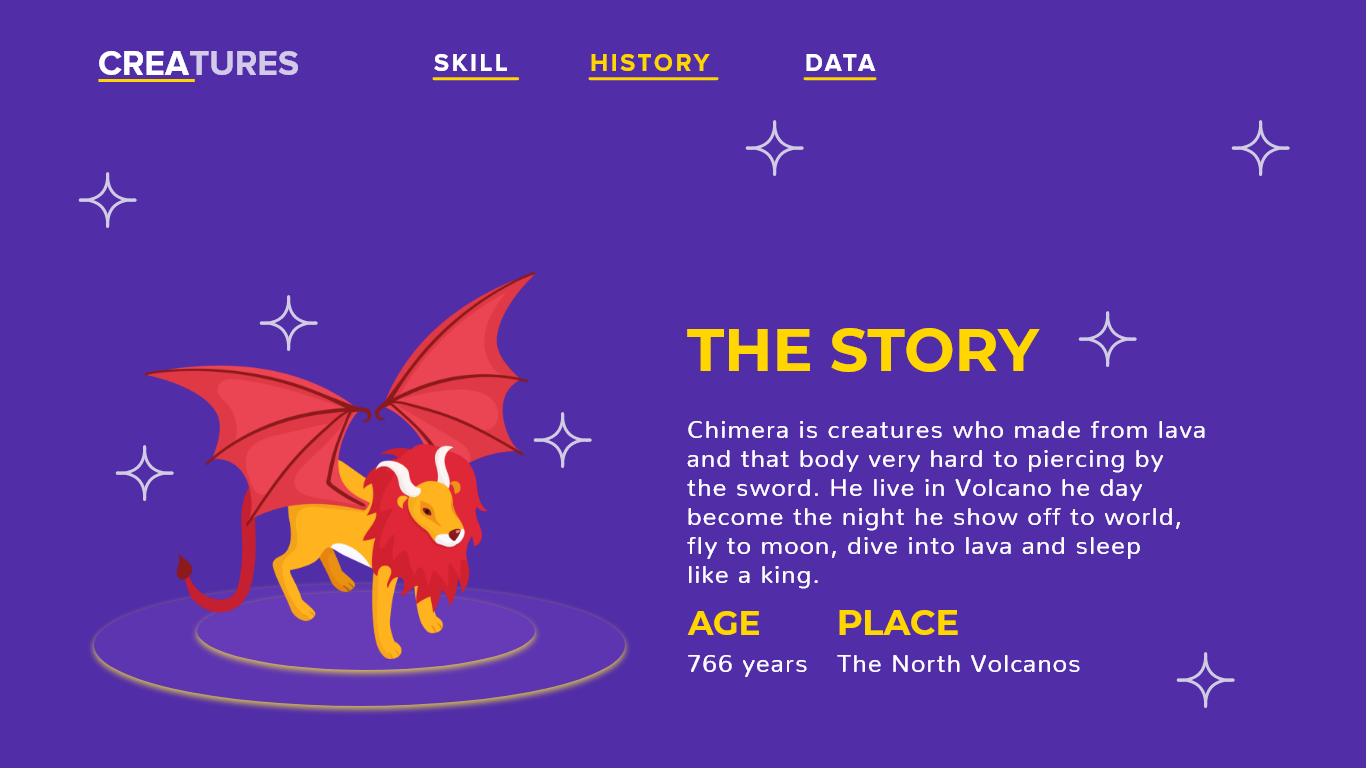 CREATURES SKILL HISTORY DATA
THE STORY
Chimera is creatures who made from lava
and that body very hard to piercing by
the sword. He live in Volcano he day
become the night he show off to world,
fly to moon, dive into lava and sleep
like a king.
AGE PLACE
766 years The North Volcanos